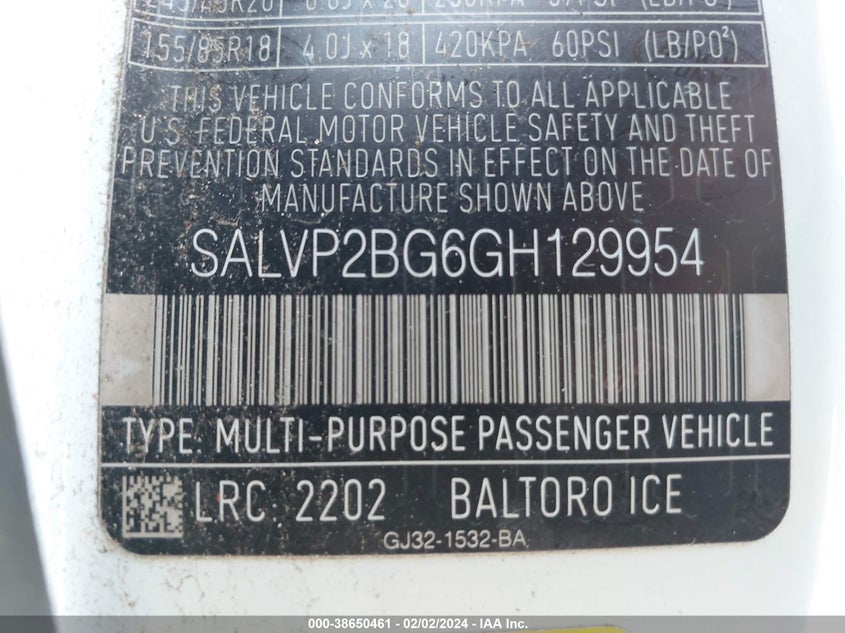 155/85R18 4.0J x 18 420KPA 60PSI (LB/PO²)
THIS VEHICLE CONFORMS TO ALL APPLICABLE
U.S. FEDERAL MOTOR VEHICLE SAFETY AND THEFT
PREVENTION STANDARDS IN EFFECT ON THE DATE OF
MANUFACTURE SHOWN ABOVE
SALVP2BG6GH129954
TYPE: MULTI-PURPOSE PASSENGER VEHICLE
LRC 2202 BALTORO ICE
GJ32-1532-BA
000-38650461 - 02/02/2024 - IAA Inc.